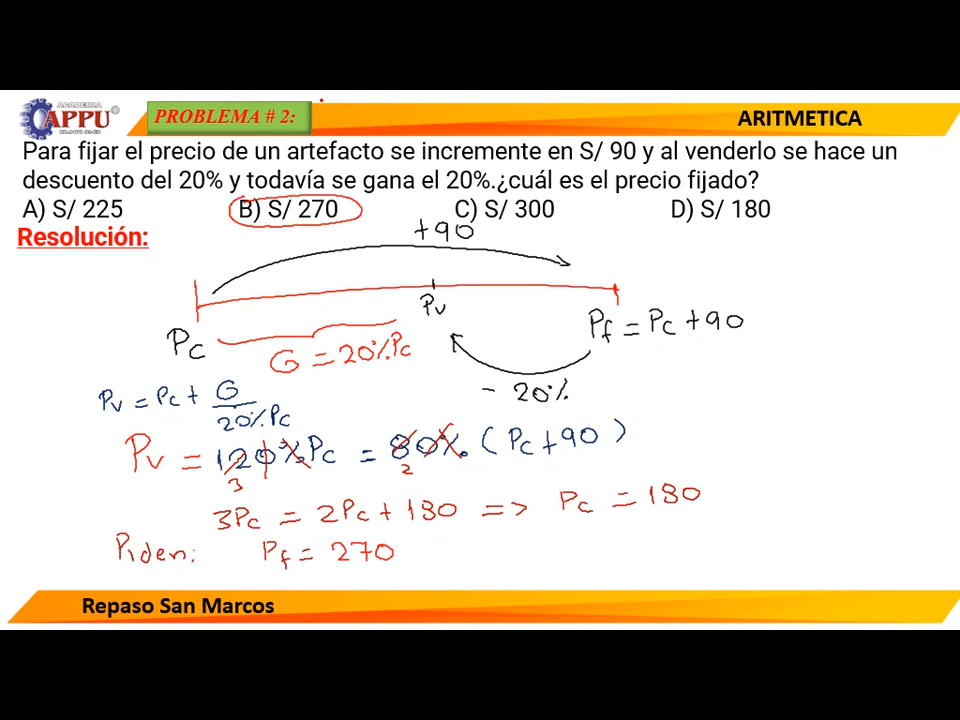 ACADEMIA
APPU
PROBLEMA # 2:
ARITMETICA
Para fijar el precio de un artefacto se incremente en S/ 90 y al venderlo se hace un
descuento del 20% y todavía se gana el 20%.¿cuál es el precio fijado?
A) S/ 225 B) S/ 270 C) S/ 300 D) S/ 180
Resolución:
+90
Pv
Pc
Pf = Pc + 90
G = 20% Pc
- 20%
Pv = Pc + G
20% Pc
Pv = 120% Pc = 80% (Pc + 90)
3 2
3Pc = 2Pc + 180 => Pc = 180
Piden: Pf = 270
Repaso San Marcos